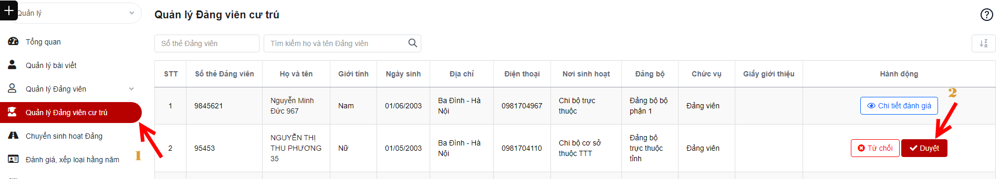 Quản lý
Tổng quan
Quản lý bài viết
Quản lý Đảng viên
Quản lý Đảng viên cư trú
Chuyển sinh hoạt Đảng
Đánh giá, xếp loại hằng năm
1
Quản lý Đảng viên cư trú
Số thẻ Đảng viên
Tìm kiếm họ và tên Đảng viên
STT Số thẻ Đảng viên Họ và tên Giới tính Ngày sinh Địa chỉ Điện thoại Nơi sinh hoạt Đảng bộ Chức vụ Giấy giới thiệu Hành động
2
1 9845621 Nguyễn Minh Đức 967 Nam 01/06/2003 Ba Đình - Hà Nội 0981704967 Chi bộ trực thuộc Đảng bộ bộ phận 1 Đảng viên Chi tiết đánh giá
2 95453 NGUYỄN THỊ THU PHƯƠNG 35 Nữ 01/05/2003 Ba Đình - Hà Nội 0981704110 Chi bộ cơ sở thuộc TTT Đảng bộ trực thuộc tỉnh Đảng viên Từ chối Duyệt